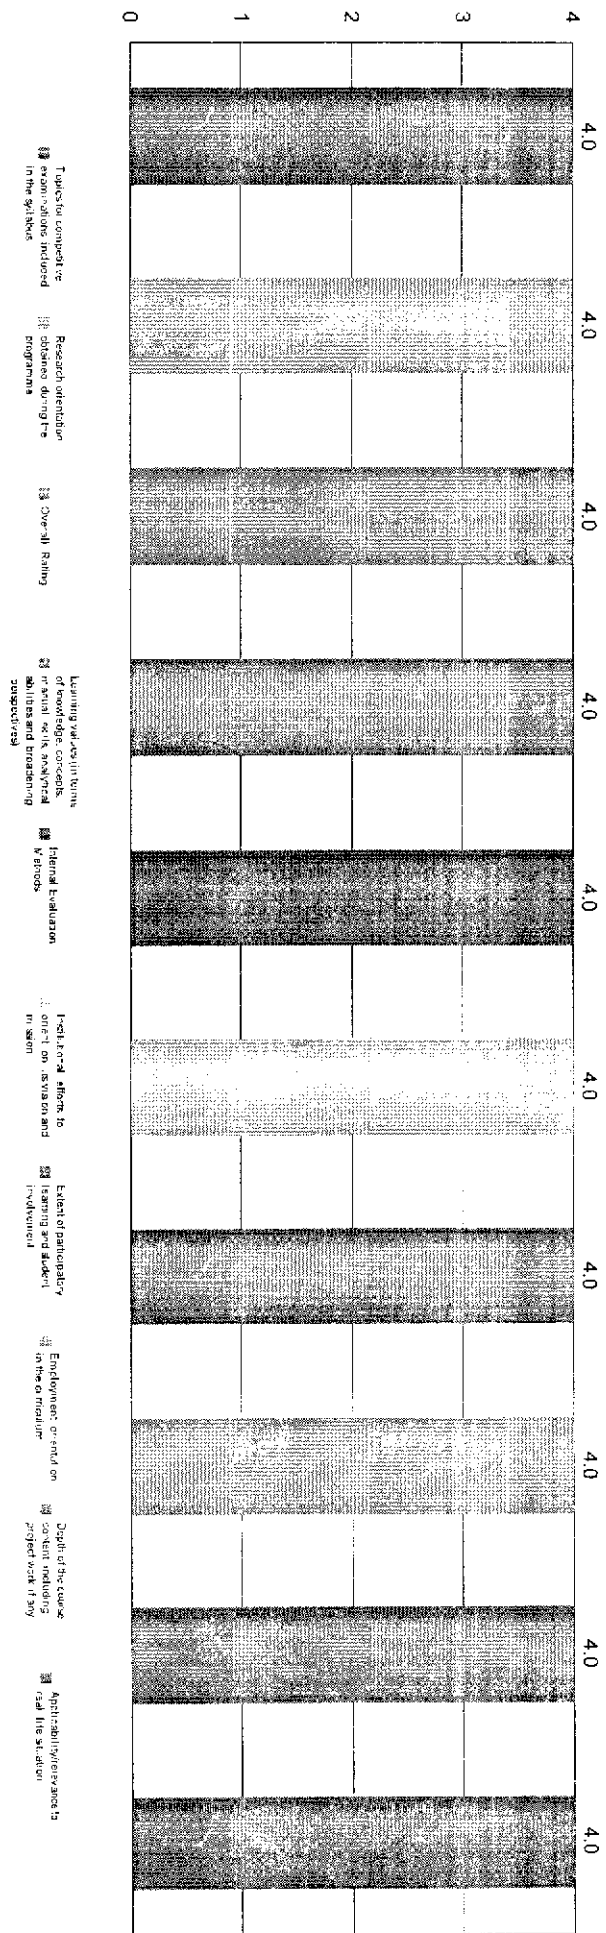 4
3
2
1
0
4.0
4.0
4.0
4.0
4.0
4.0
4.0
4.0
4.0
4.0
Topics for competitive
examinations included
in the syllabus
Research orientation
obtained during the
programme
Overall Rating
Learning values (in terms
of knowledge, concepts,
manual skills, analytical
abilities and broadening
perspectives)
Internal Evaluation
Methods
Institutional efforts to
orient on vision and
mission
Extent of participatory
learning and student
involvement
Employment orientation
in the curriculum
Depth of the course
content including
project work if any
Applicability/relevance to
real life situation